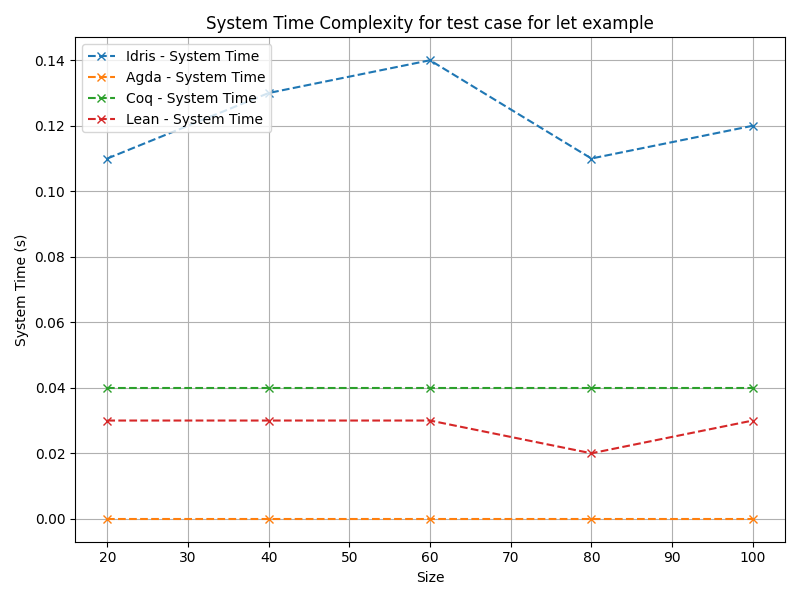 System Time Complexity for test case for let example
Idris - System Time
Agda - System Time
Coq - System Time
Lean - System Time
System Time (s)
0.14
0.12
0.10
0.08
0.06
0.04
0.02
0.00
20 30 40 50 60 70 80 90 100
Size